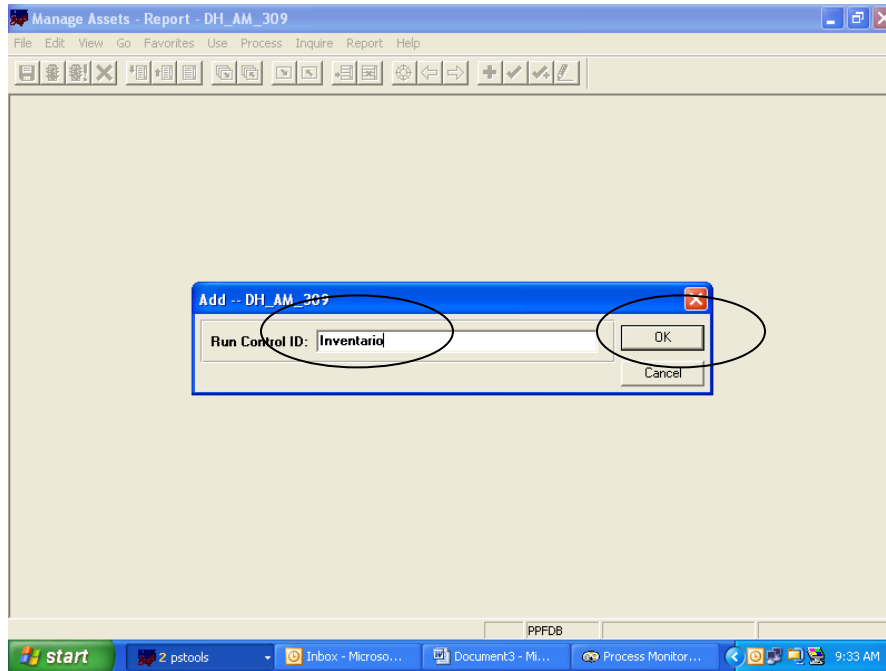 Manage Assets - Report - DH_AM_309
File Edit View Go Favorites Use Process Inquire Report Help
Add -- DH_AM_309
Run Control ID: Inventario
OK
Cancel
PPFDB
start
2 pstools
Inbox - Microso...
Document3 - Mi...
Process Monitor...
9:33 AM